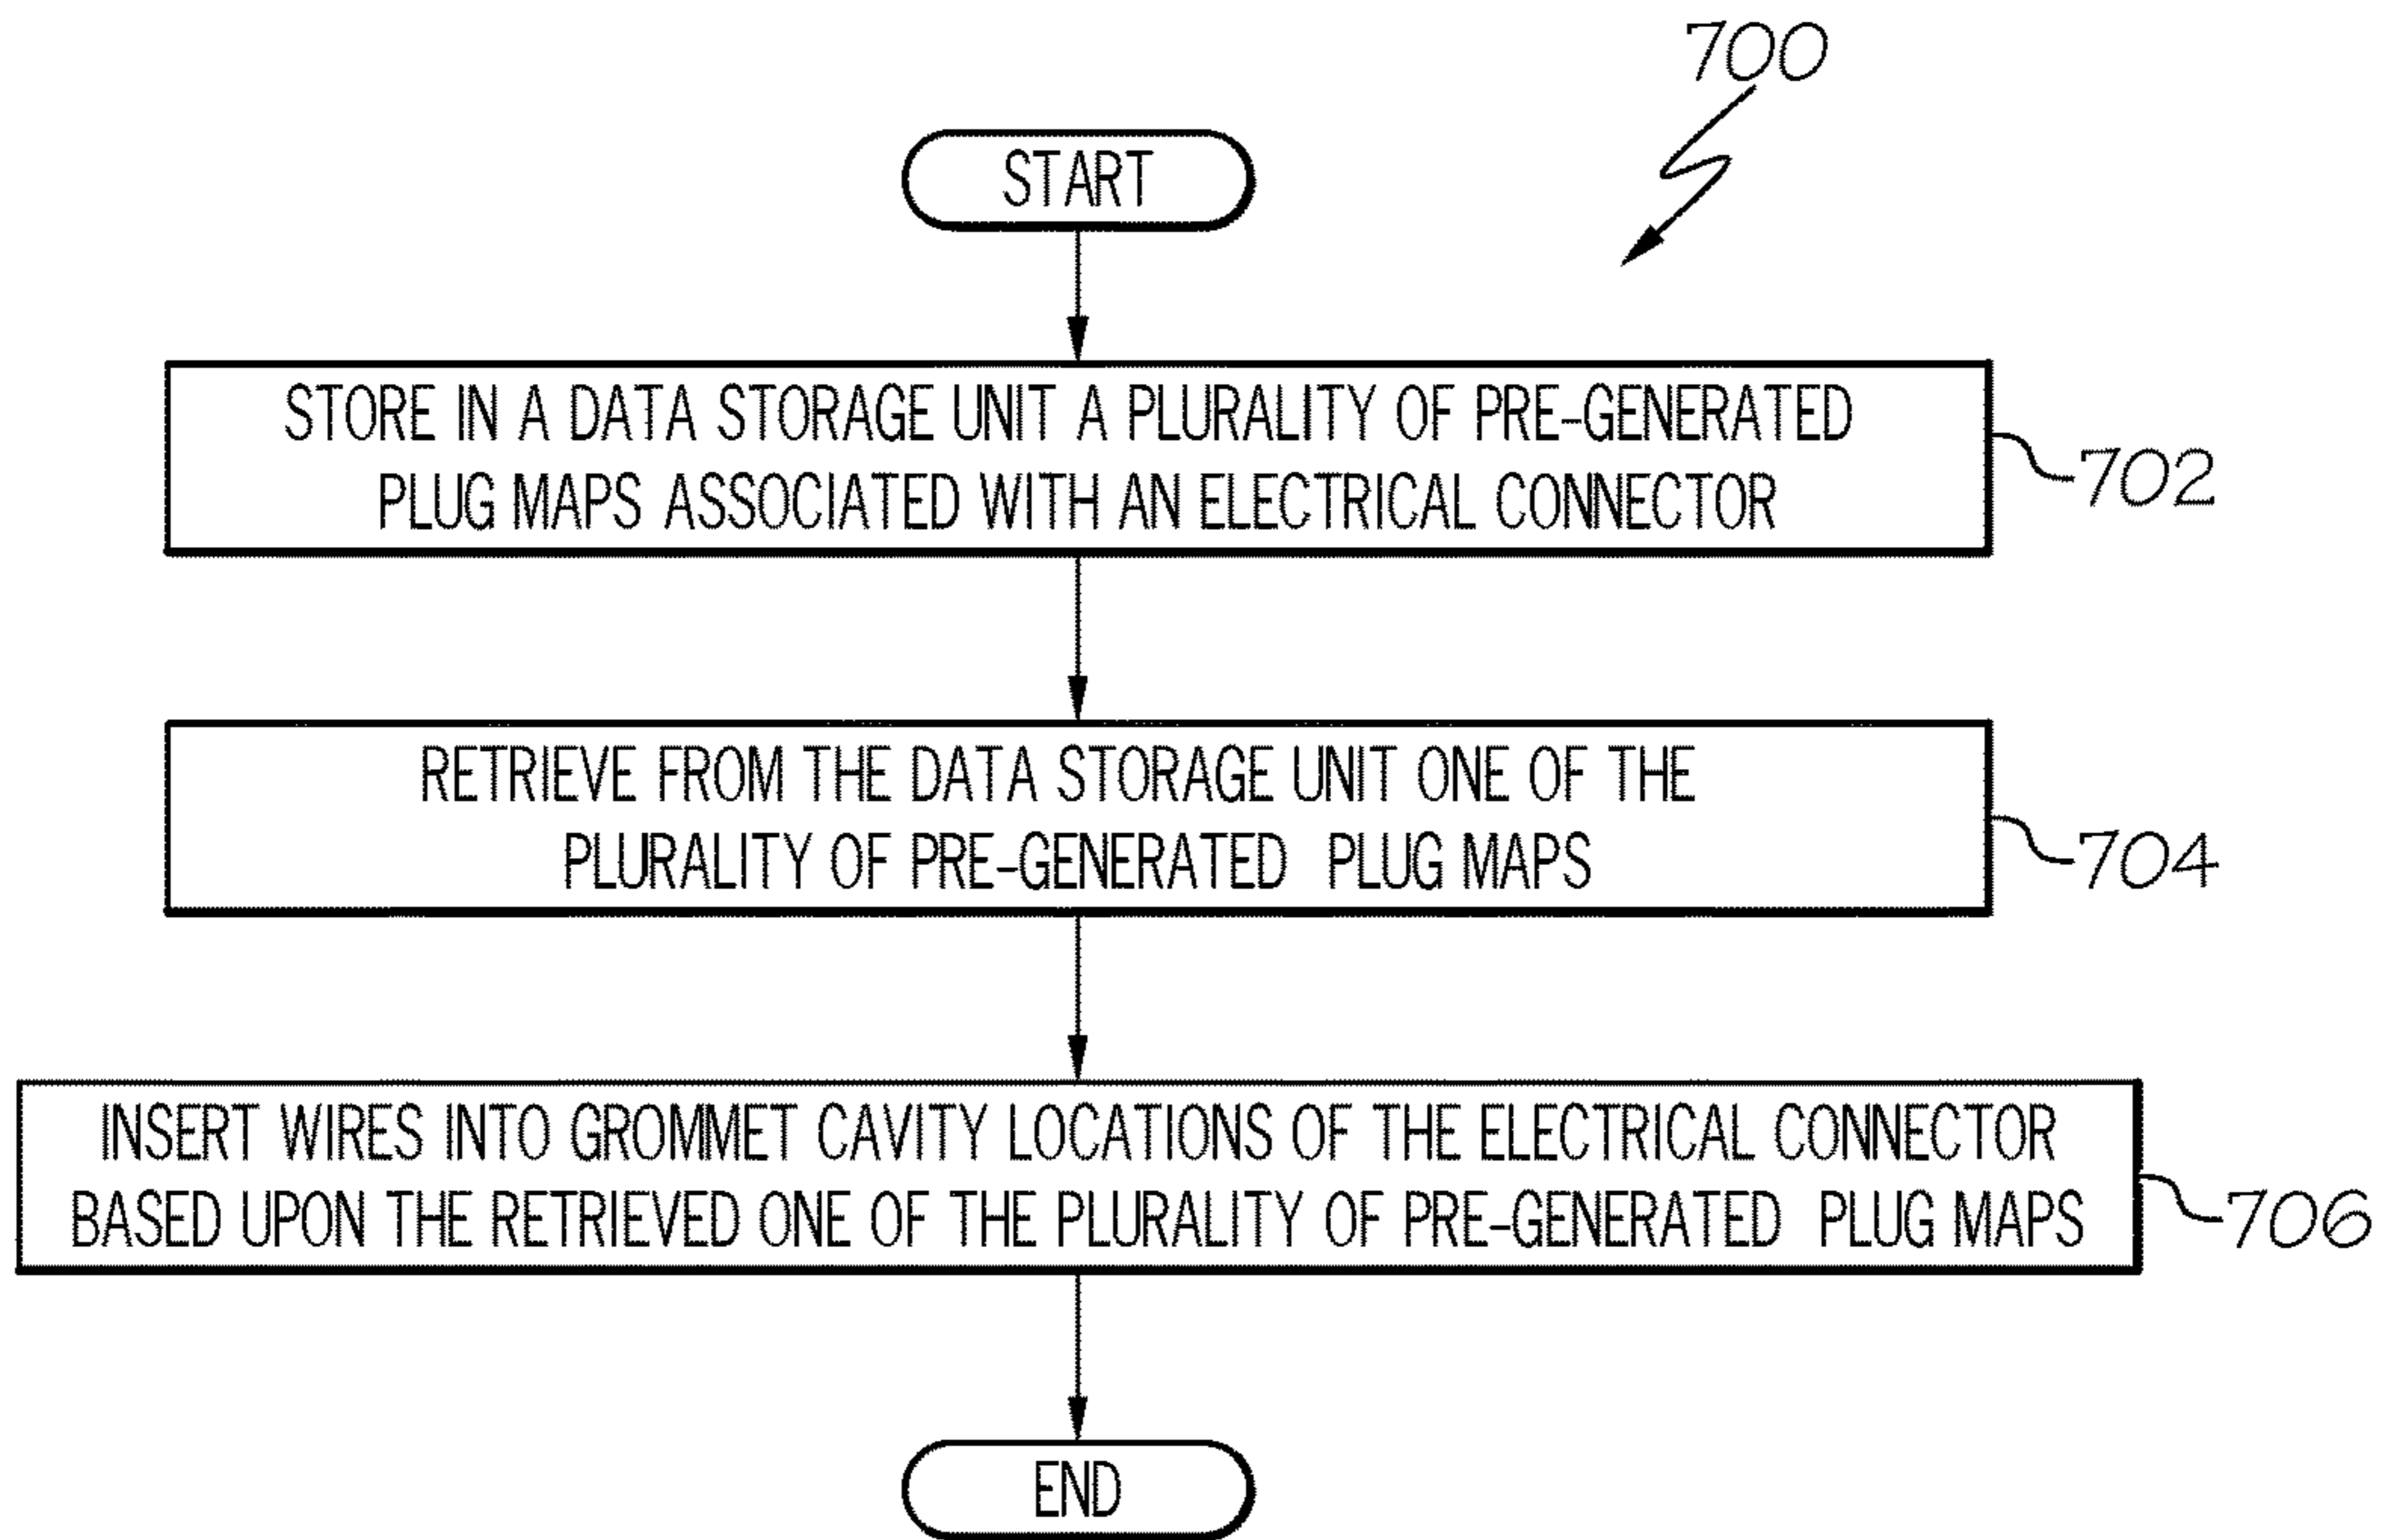 700
START
STORE IN A DATA STORAGE UNIT A PLURALITY OF PRE-GENERATED
PLUG MAPS ASSOCIATED WITH AN ELECTRICAL CONNECTOR
702
RETRIEVE FROM THE DATA STORAGE UNIT ONE OF THE
PLURALITY OF PRE-GENERATED PLUG MAPS
704
INSERT WIRES INTO GROMMET CAVITY LOCATIONS OF THE ELECTRICAL CONNECTOR
BASED UPON THE RETRIEVED ONE OF THE PLURALITY OF PRE-GENERATED PLUG MAPS
706
END